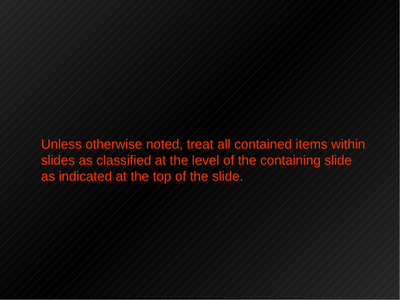 Unless otherwise noted, treat all contained items within
slides as classified at the level of the containing slide
as indicated at the top of the slide.